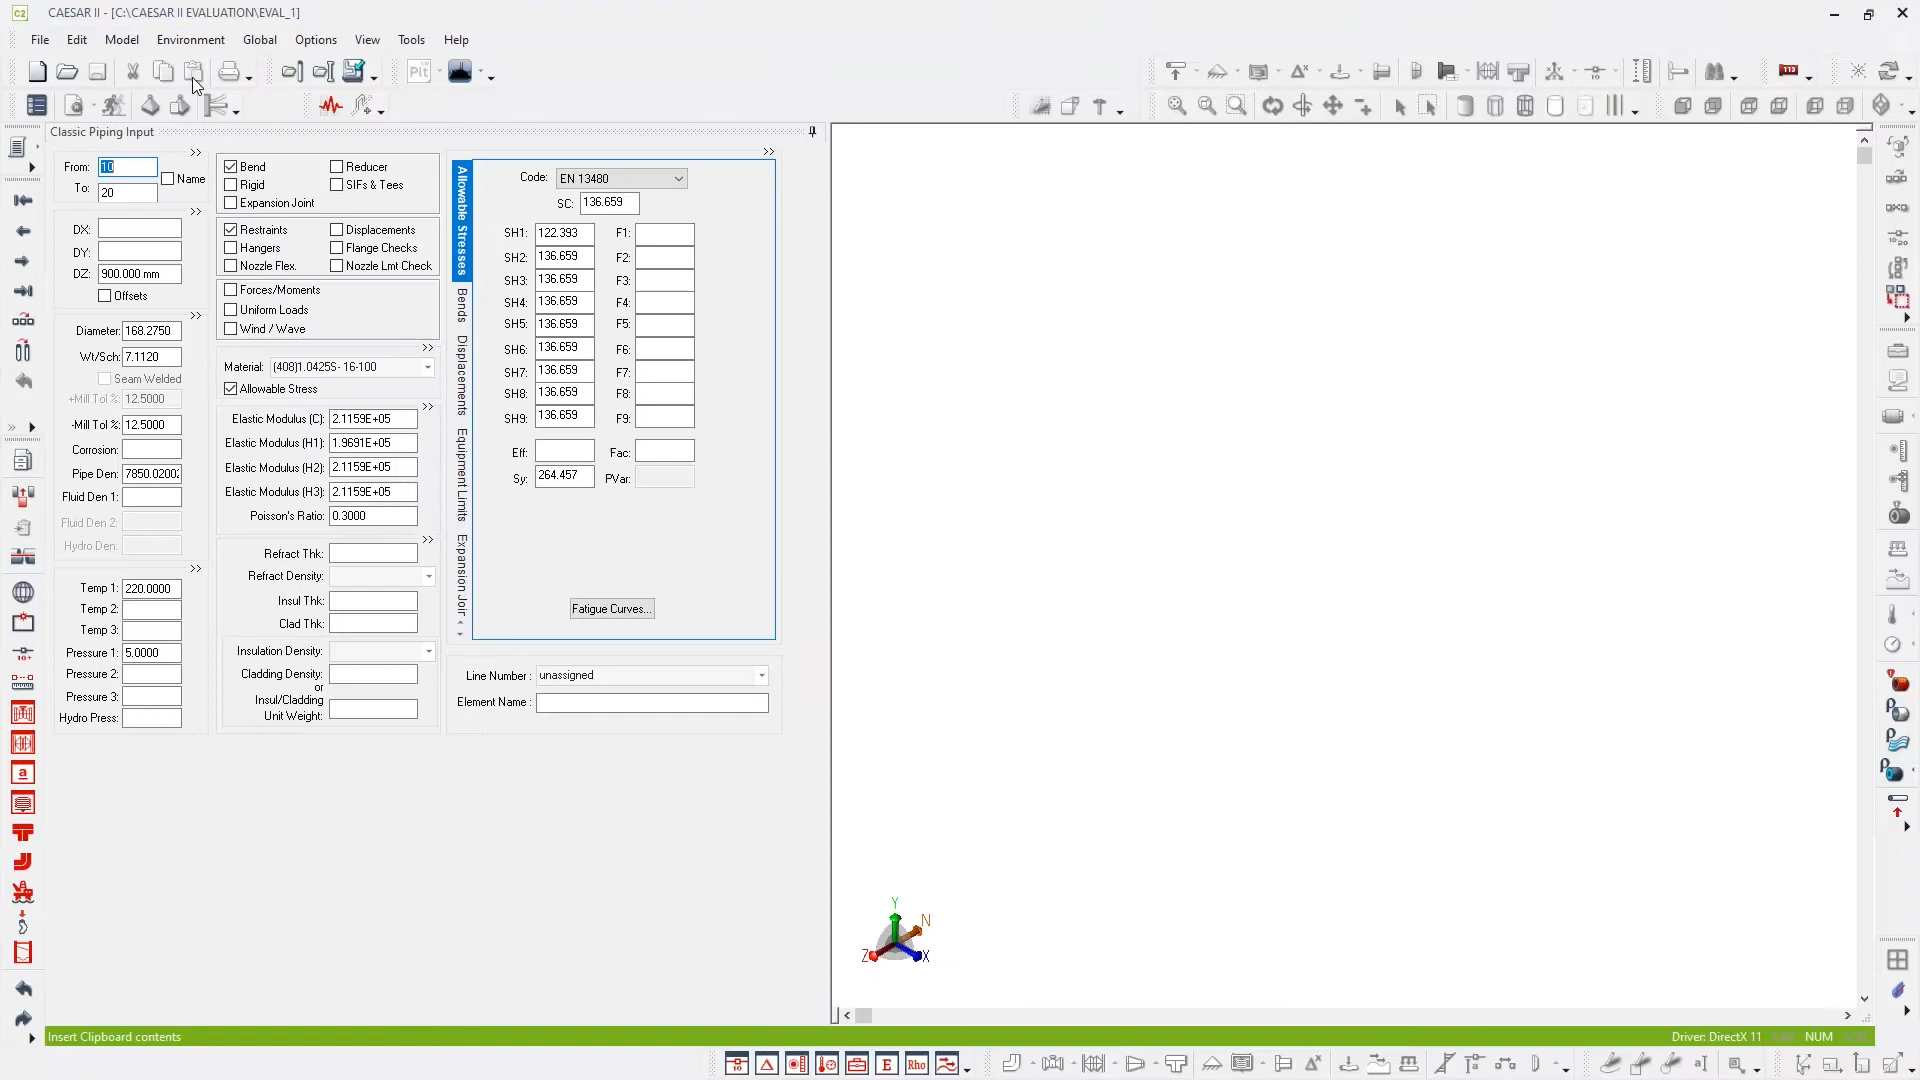 C2 CAESAR II - [C:\CAESAR II EVALUATION\EVAL_1]
File Edit Model Environment Global Options View Tools Help
Plt
113
Classic Piping Input
From: 10
To: 20
Name
DX:
DY:
DZ: 900.000 mm
Offsets
Diameter: 168.2750
Wt/Sch: 7.1120
Seam Welded
+Mill Tol %: 12.5000
-Mill Tol %: 12.5000
Corrosion:
Pipe Den: 7850.0200
Fluid Den 1:
Fluid Den 2:
Hydro Den:
Temp 1: 220.0000
Temp 2:
Temp 3:
Pressure 1: 5.0000
Pressure 2:
Pressure 3:
Hydro Press:
Bend Reducer
Rigid SIFs & Tees
Expansion Joint
Restraints Displacements
Hangers Flange Checks
Nozzle Flex. Nozzle Lmt Check
Forces/Moments
Uniform Loads
Wind / Wave
Material: (408)1.0425S- 16-100
Allowable Stress
Elastic Modulus (C): 2.1159E+05
Elastic Modulus (H1): 1.9691E+05
Elastic Modulus (H2): 2.1159E+05
Elastic Modulus (H3): 2.1159E+05
Poisson's Ratio: 0.3000
Refract Thk:
Refract Density:
Insul Thk:
Clad Thk:
Insulation Density:
Cladding Density:
or
Insul/Cladding
Unit Weight:
Allowable Stresses
Bends
Displacements
Equipment Limits
Expansion Join
Code: EN 13480
SC: 136.659
SH1: 122.393 F1:
SH2: 136.659 F2:
SH3: 136.659 F3:
SH4: 136.659 F4:
SH5: 136.659 F5:
SH6: 136.659 F6:
SH7: 136.659 F7:
SH8: 136.659 F8:
SH9: 136.659 F9:
Eff: Fac:
Sy: 264.457 PVar:
Fatigue Curves...
Line Number : unassigned
Element Name :
Y
N
Z
X
Insert Clipboard contents
Driver: DirectX 11 NUM
E Rho